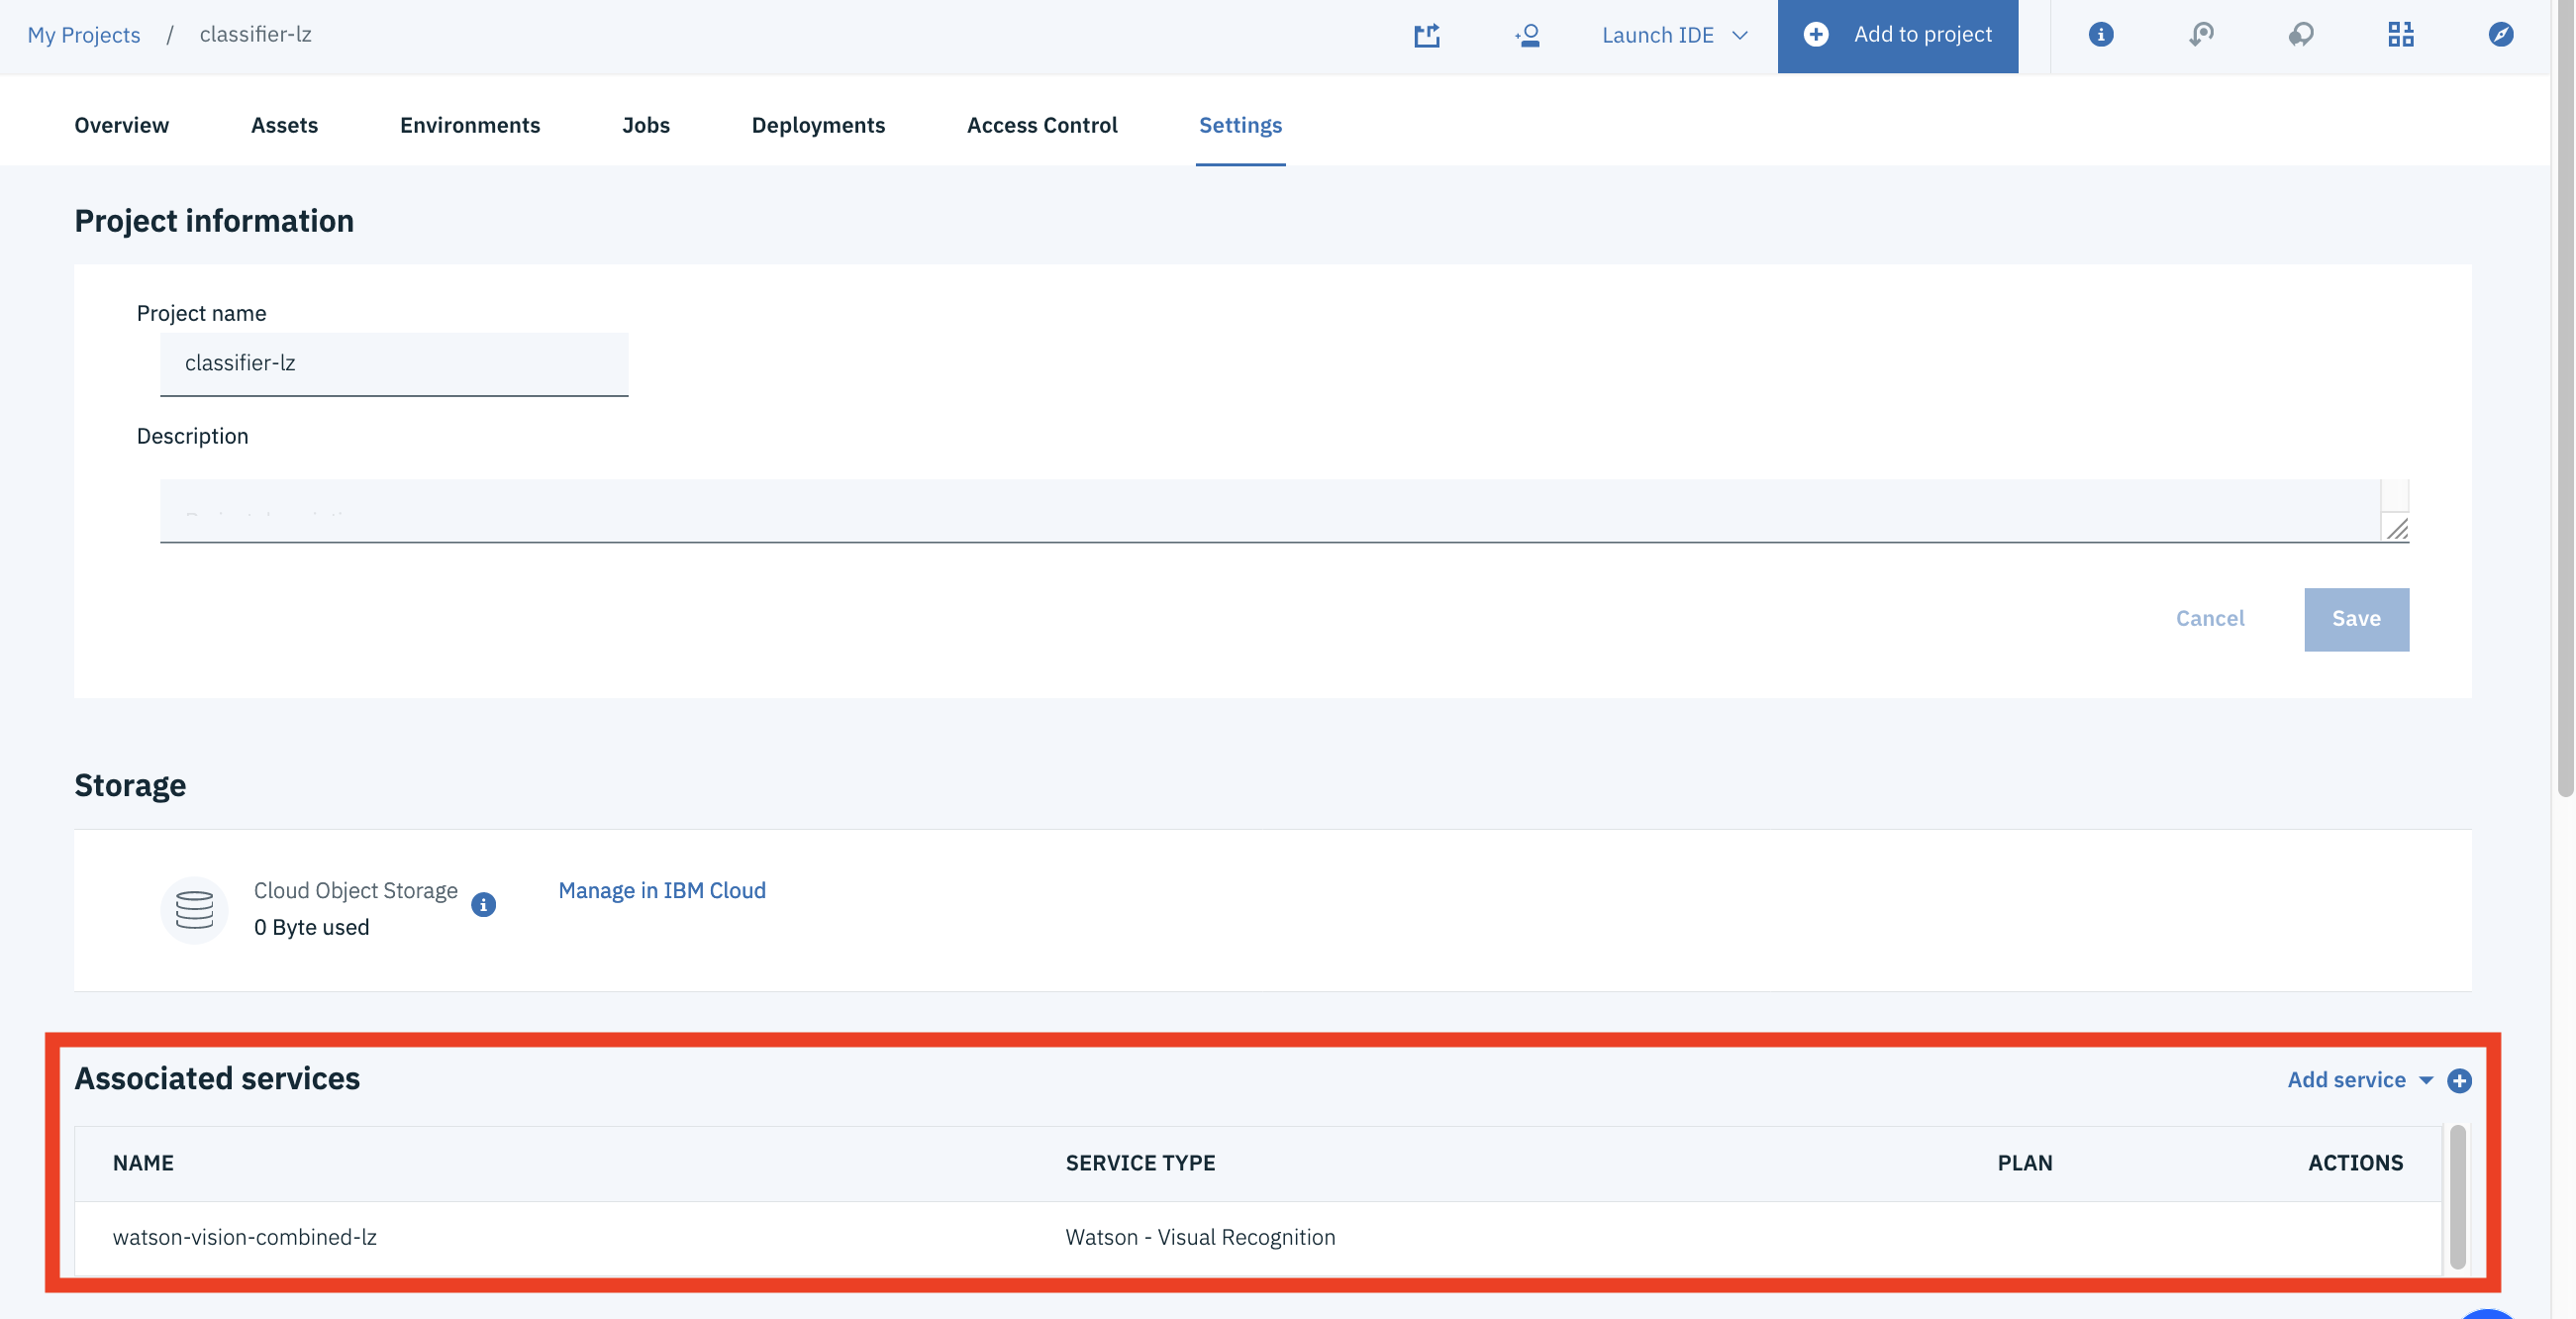 My Projects / classifier-lz Launch IDE Add to project
Overview Assets Environments Jobs Deployments Access Control Settings
Project information
Project name
classifier-lz
Description
Cancel Save
Storage
Cloud Object Storage Manage in IBM Cloud
0 Byte used
Associated services Add service
NAME SERVICE TYPE PLAN ACTIONS
watson-vision-combined-lz Watson - Visual Recognition